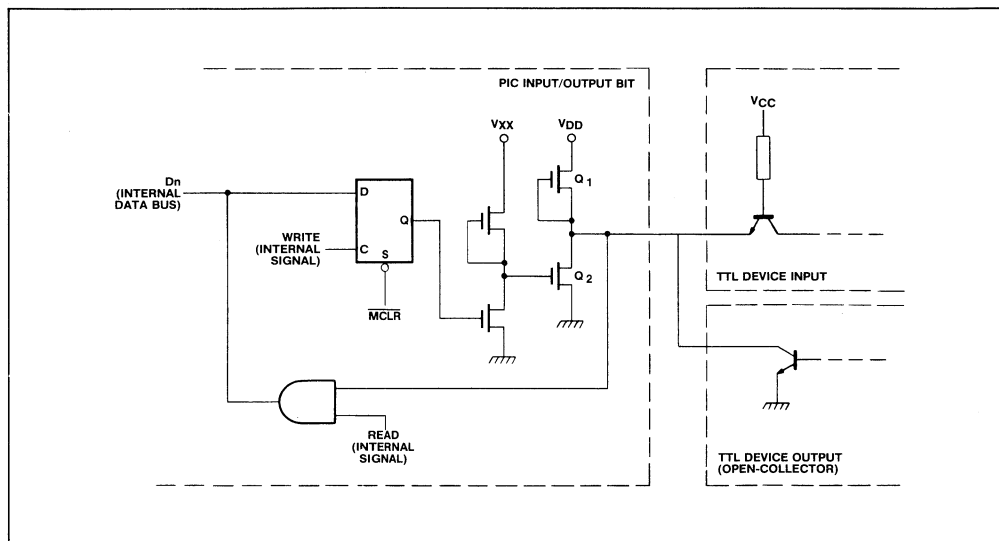 PIC INPUT/OUTPUT BIT
VXX
VDD
VCC
Q1
Dn
(INTERNAL
DATA BUS)
D
Q
WRITE
(INTERNAL
SIGNAL)
C
S
Q2
TTL DEVICE INPUT
MCLR
READ
(INTERNAL
SIGNAL)
TTL DEVICE OUTPUT
(OPEN-COLLECTOR)